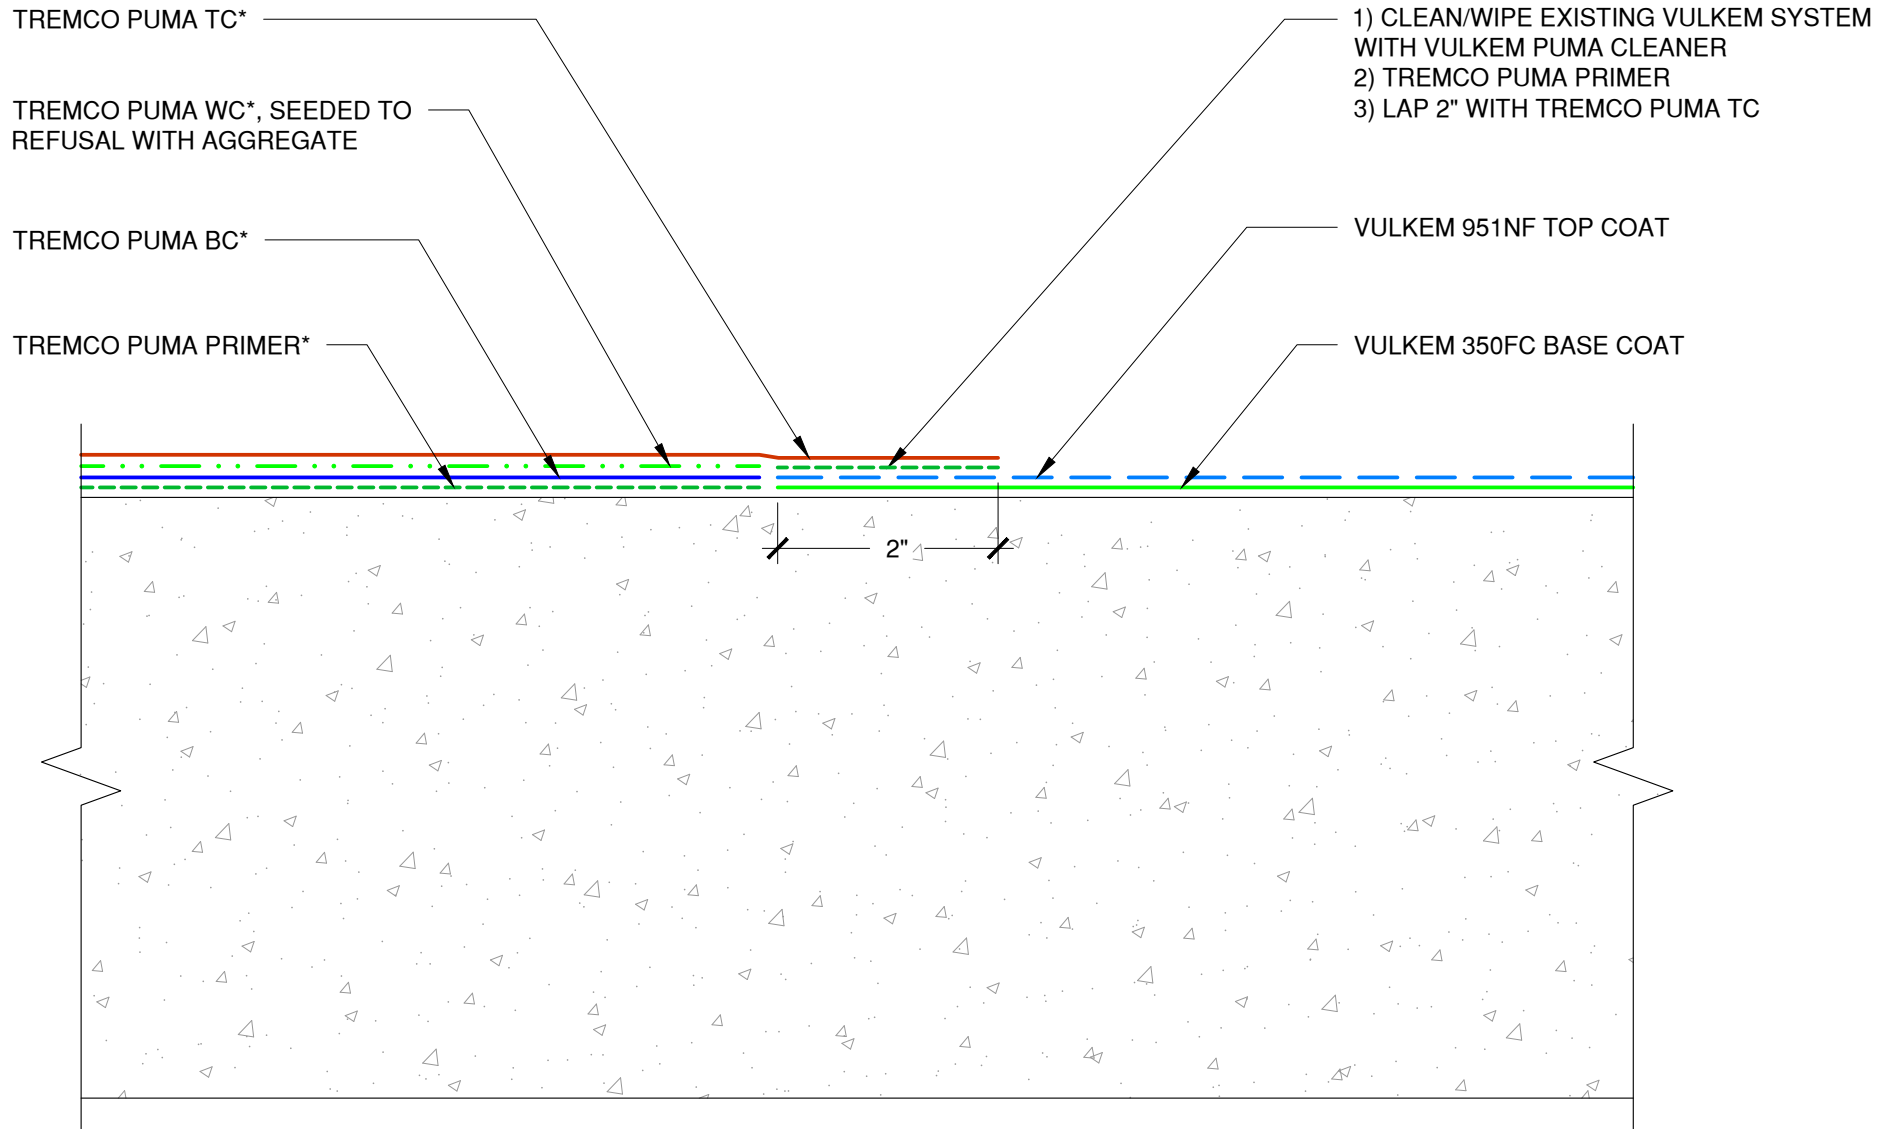 TREMCO PUMA TC*
TREMCO PUMA WC*, SEEDED TO
REFUSAL WITH AGGREGATE
TREMCO PUMA BC*
TREMCO PUMA PRIMER*
1) CLEAN/WIPE EXISTING VULKEM SYSTEM
WITH VULKEM PUMA CLEANER
2) TREMCO PUMA PRIMER
3) LAP 2" WITH TREMCO PUMA TC
VULKEM 951NF TOP COAT
VULKEM 350FC BASE COAT
2"